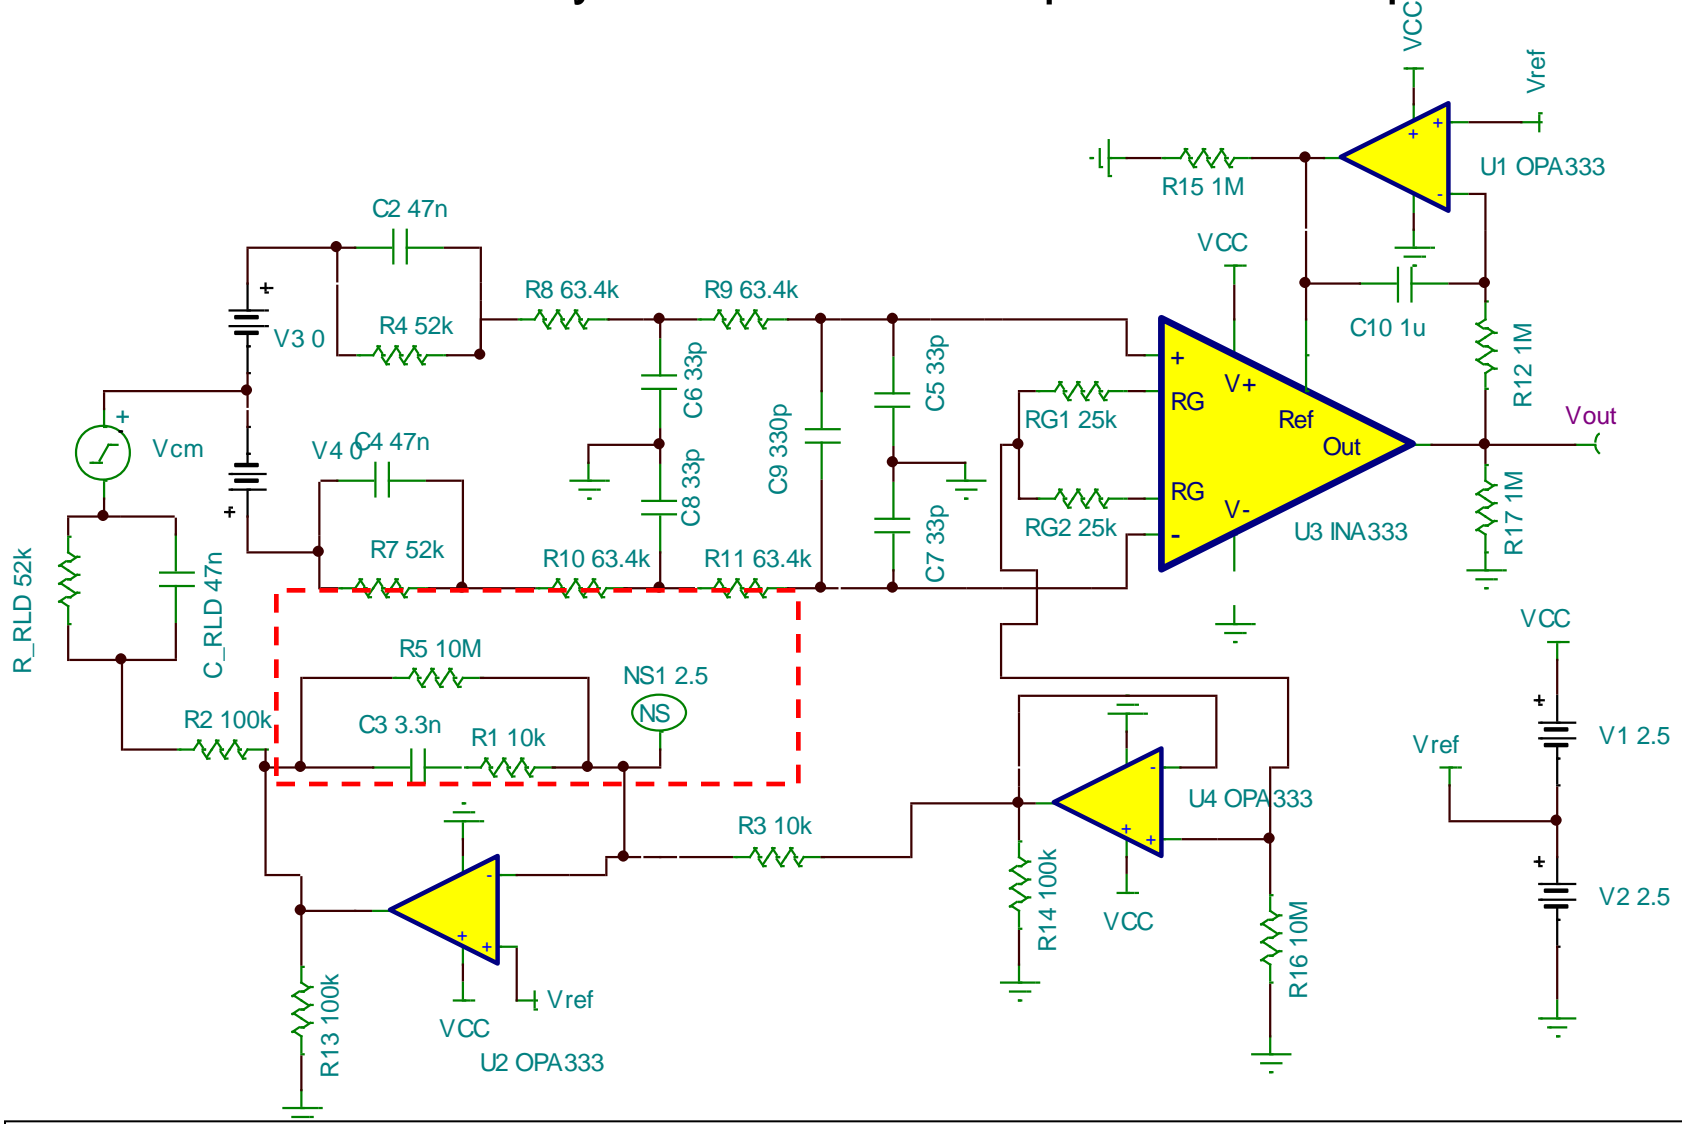 VCC
Vref
+
+
-
U1 OPA333
R15 1M
C2 47n
VCC
R8 63.4k
R9 63.4k
C10 1u
R12 1M
+
V3 0
R4 52k
C6 33p
C5 33p
+
V+
RG
RG1 25k
Ref
Vout
+
Vcm
V4 0
C4 47n
C9 330p
Out
C8 33p
RG
RG2 25k
V-
-
U3 INA333
R17 1M
+
R7 52k
R10 63.4k
R11 63.4k
C7 33p
R_RLD 52k
C_RLD 47n
VCC
R5 10M
NS1 2.5
NS
R2 100k
C3 3.3n
R1 10k
+
V1 2.5
Vref
-
U4 OPA333
R3 10k
+
+
+
V2 2.5
-
R14 100k
VCC
R16 10M
+
+
Vref
R13 100k
VCC
U2 OPA333